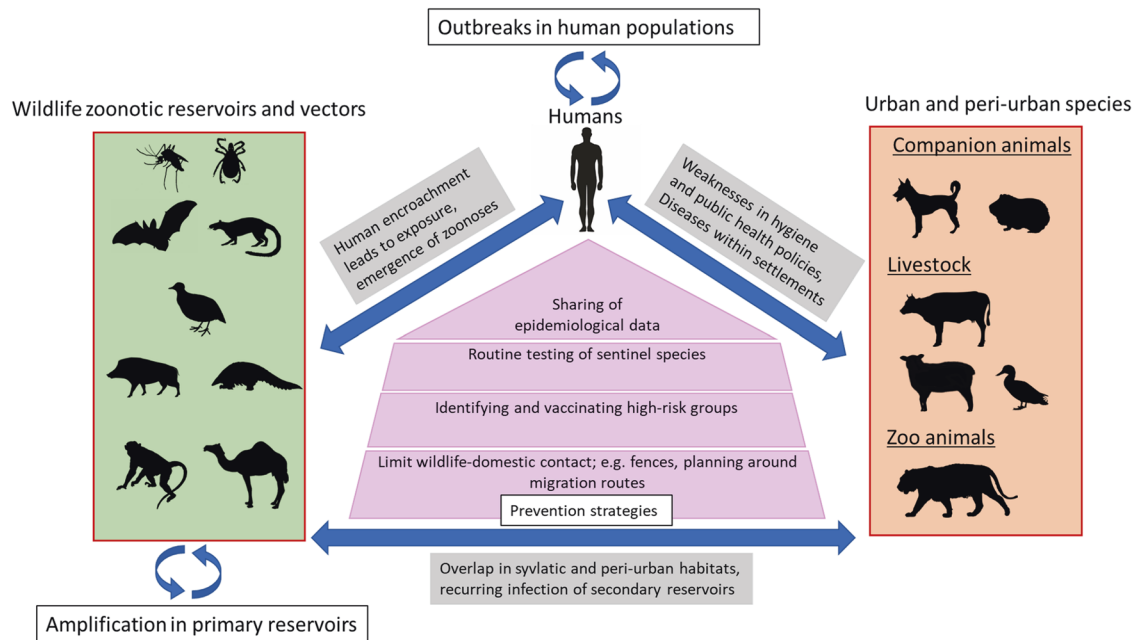 Outbreaks in human populations
Humans
Wildlife zoonotic reservoirs and vectors
Urban and peri-urban species
Companion animals
Livestock
Zoo animals
Human encroachment
leads to exposure,
emergence of zoonoses
Weaknesses in hygiene
and public health policies,
Diseases within settlements
Sharing of
epidemiological data
Routine testing of sentinel species
Identifying and vaccinating high-risk groups
Limit wildlife-domestic contact; e.g. fences, planning around
migration routes
Prevention strategies
Overlap in syvlatic and peri-urban habitats,
recurring infection of secondary reservoirs
Amplification in primary reservoirs